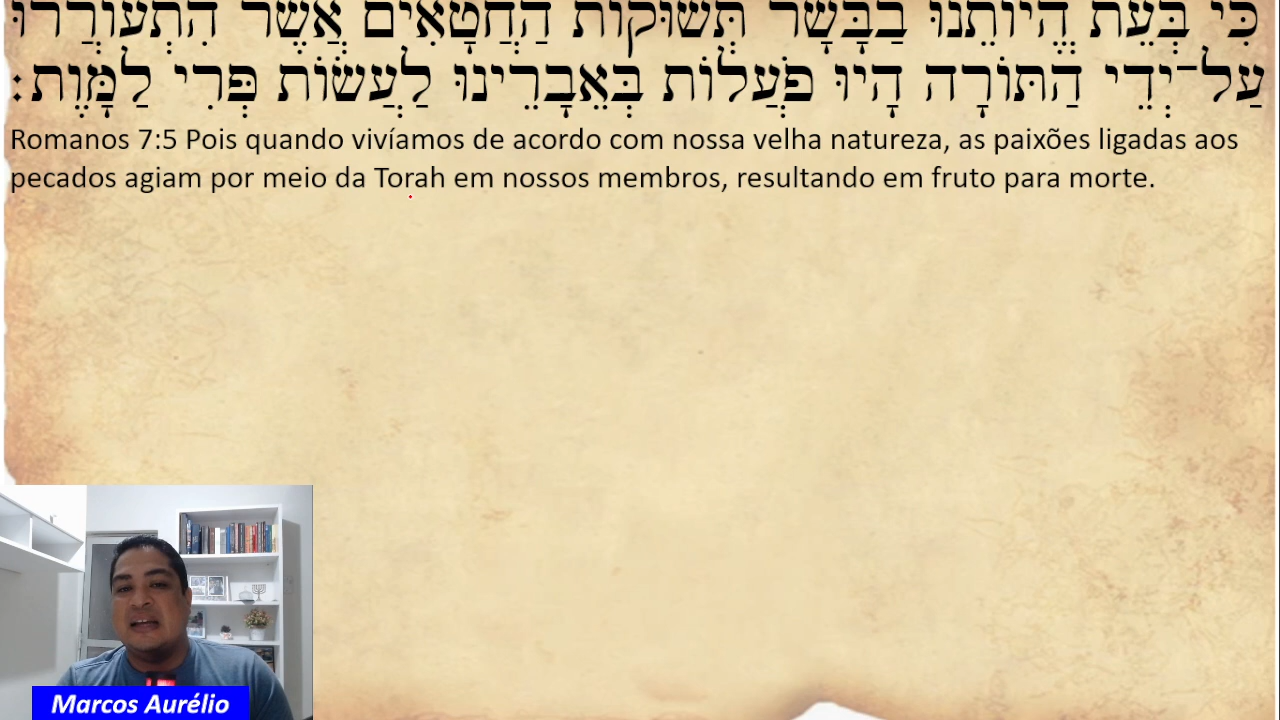 כִּי בְּעֵת הֱיוֹתֵנוּ בַבָּשָׂר תְּשׁוּקוֹת הַחֲטָאִים אֲשֶׁר הִתְעוֹרֲרוּ
עַל־יְדֵי הַתּוֹרָה הָיוּ פֹעֲלוֹת בְּאֵבָרֵינוּ לַעֲשׂוֹת פְּרִי לַמָּוֶת׃
Romanos 7:5 Pois quando vivíamos de acordo com nossa velha natureza, as paixões ligadas aos
pecados agiam por meio da Torah em nossos membros, resultando em fruto para morte.
Marcos Aurélio